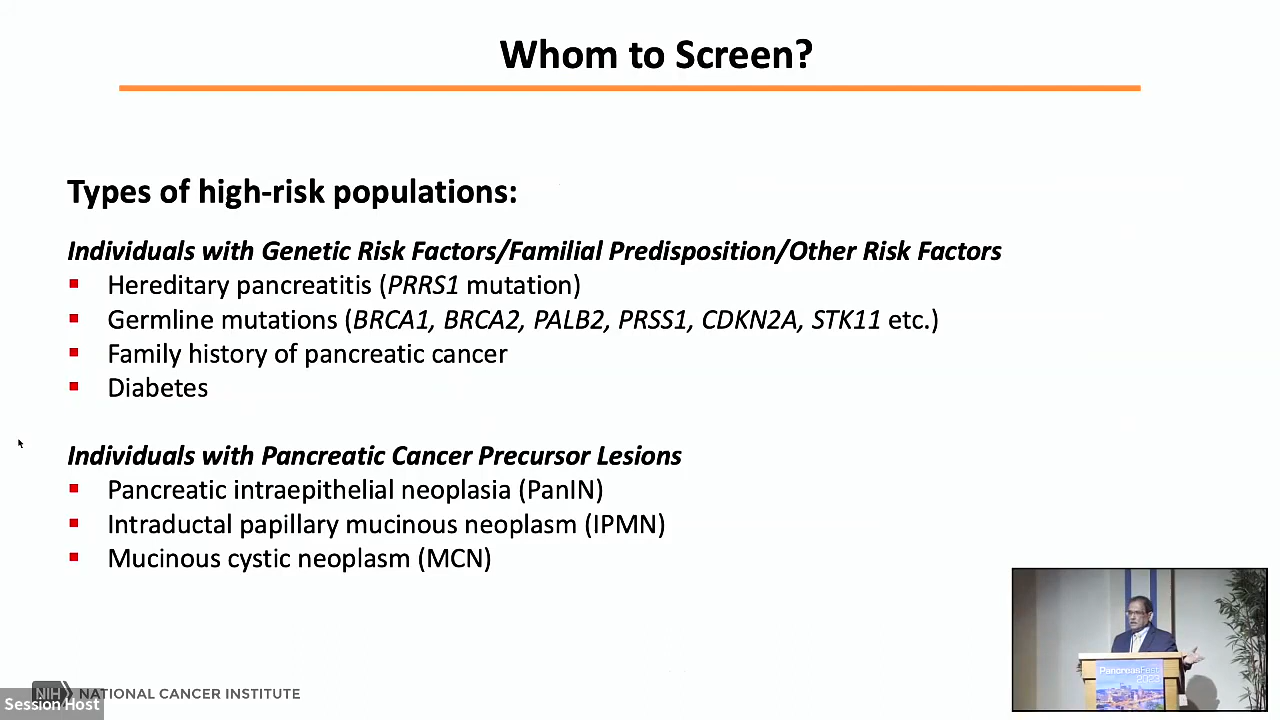 Whom to Screen?
Types of high-risk populations:
Individuals with Genetic Risk Factors/Familial Predisposition/Other Risk Factors
Hereditary pancreatitis (PRRS1 mutation)
Germline mutations (BRCA1, BRCA2, PALB2, PRSS1, CDKN2A, STK11 etc.)
Family history of pancreatic cancer
Diabetes
Individuals with Pancreatic Cancer Precursor Lesions
Pancreatic intraepithelial neoplasia (PanIN)
Intraductal papillary mucinous neoplasm (IPMN)
Mucinous cystic neoplasm (MCN)
PancreasFest
2023
NIH NATIONAL CANCER INSTITUTE
Session Host